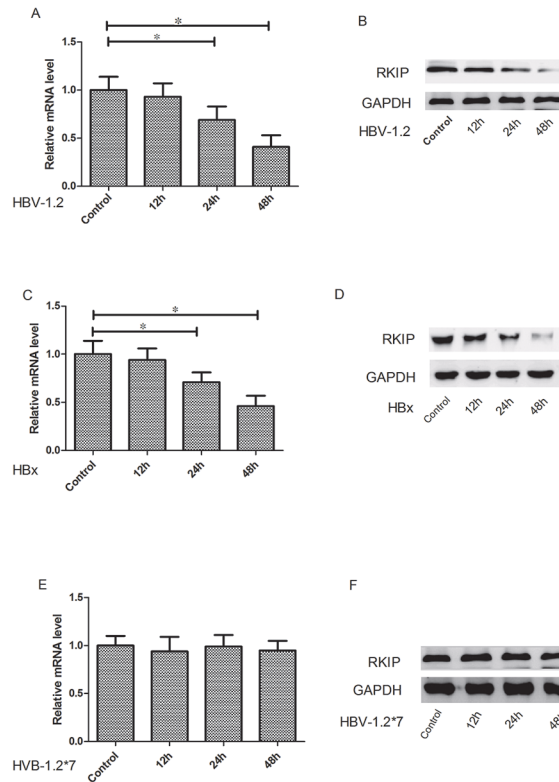 A
*
*
Relative mRNA level
1.5
1.0
0.5
0.0
Control
12h
24h
48h
HBV-1.2
B
RKIP
GAPDH
Control
12h
24h
48h
HBV-1.2
C
*
*
Relative mRNA level
1.5
1.0
0.5
0.0
Control
12h
24h
48h
HBx
D
RKIP
GAPDH
Control
12h
24h
48h
HBx
E
Relative mRNA level
1.5
1.0
0.5
0.0
Control
12h
24h
48h
HVB-1.2*7
F
RKIP
GAPDH
Control
12h
24h
48
HBV-1.2*7